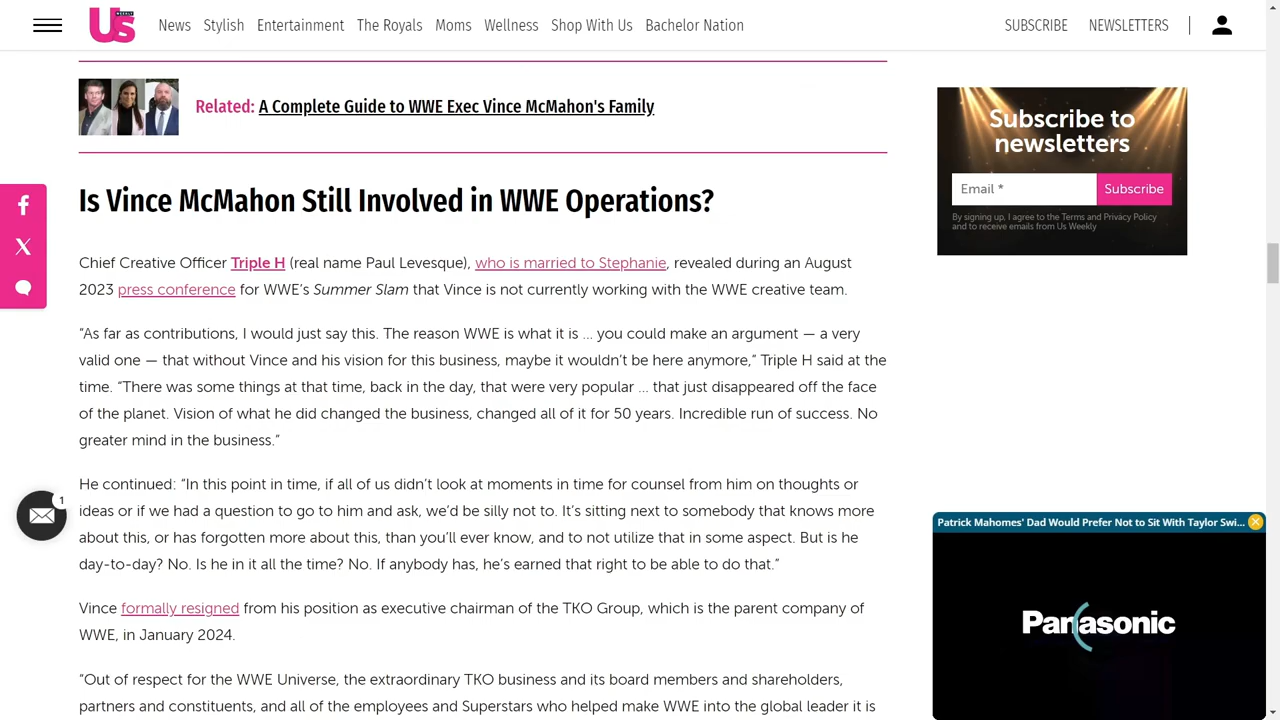 Us WEEKLY
News Stylish Entertainment The Royals Moms Wellness Shop With Us Bachelor Nation
SUBSCRIBE NEWSLETTERS
Related: A Complete Guide to WWE Exec Vince McMahon's Family
Is Vince McMahon Still Involved in WWE Operations?
Chief Creative Officer Triple H (real name Paul Levesque), who is married to Stephanie, revealed during an August
2023 press conference for WWE’s Summer Slam that Vince is not currently working with the WWE creative team.
“As far as contributions, I would just say this. The reason WWE is what it is … you could make an argument — a very
valid one — that without Vince and his vision for this business, maybe it wouldn’t be here anymore,” Triple H said at the
time. “There was some things at that time, back in the day, that were very popular … that just disappeared off the face
of the planet. Vision of what he did changed the business, changed all of it for 50 years. Incredible run of success. No
greater mind in the business.”
He continued: “In this point in time, if all of us didn’t look at moments in time for counsel from him on thoughts or
ideas or if we had a question to go to him and ask, we’d be silly not to. It’s sitting next to somebody that knows more
about this, or has forgotten more about this, than you’ll ever know, and to not utilize that in some aspect. But is he
day-to-day? No. Is he in it all the time? No. If anybody has, he’s earned that right to be able to do that.”
Vince formally resigned from his position as executive chairman of the TKO Group, which is the parent company of
WWE, in January 2024.
“Out of respect for the WWE Universe, the extraordinary TKO business and its board members and shareholders,
partners and constituents, and all of the employees and Superstars who helped make WWE into the global leader it is
1
Subscribe to
newsletters
Email *
Subscribe
By signing up, I agree to the Terms and Privacy Policy
and to receive emails from Us Weekly
Patrick Mahomes' Dad Would Prefer Not to Sit With Taylor Swi...
Panasonic